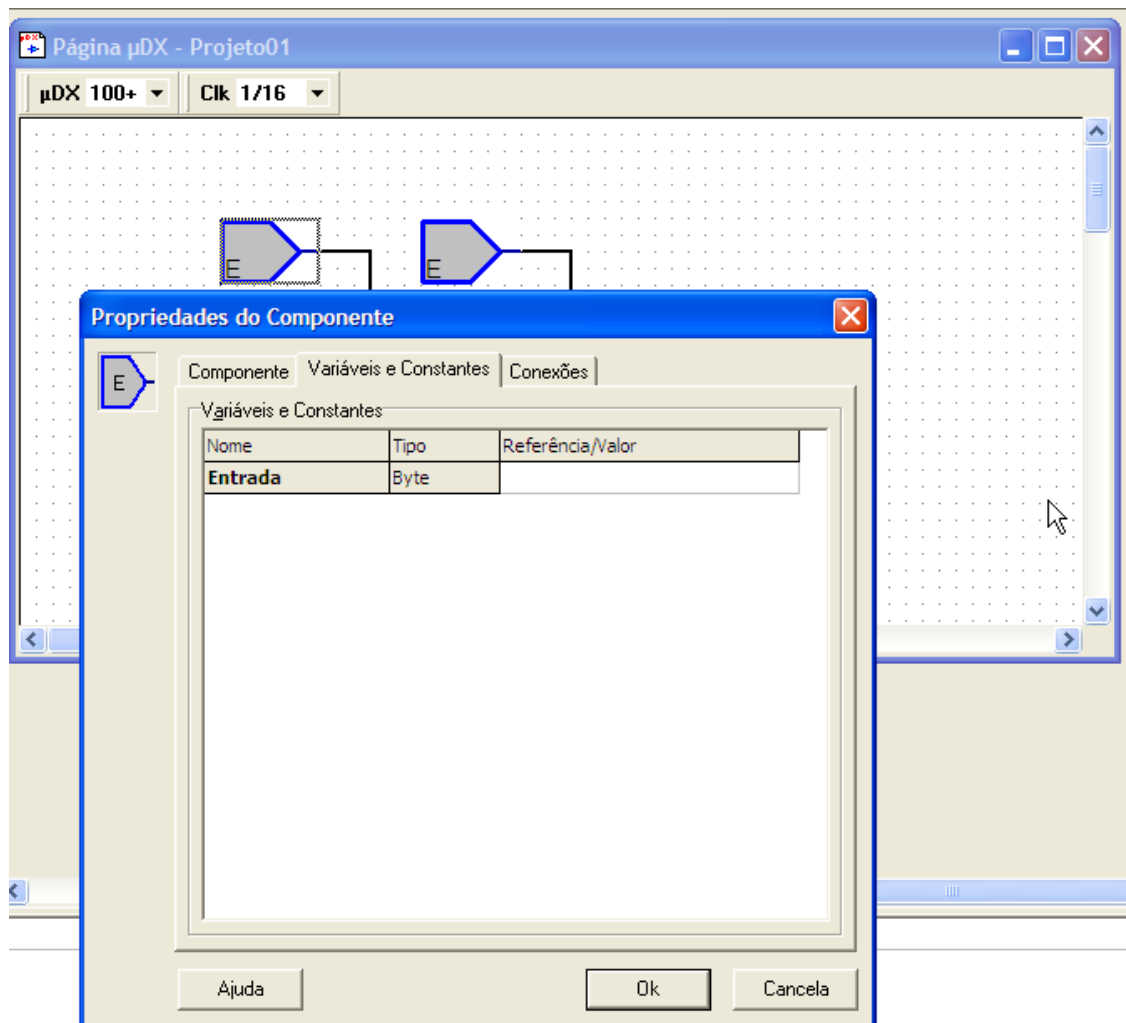 Página µDX - Projeto01
µDX 100+ Clk 1/16
E E
Propriedades do Componente
E
Componente Variáveis e Constantes Conexões
Variáveis e Constantes
Nome Tipo Referência/Valor
Entrada Byte
Ajuda Ok Cancela